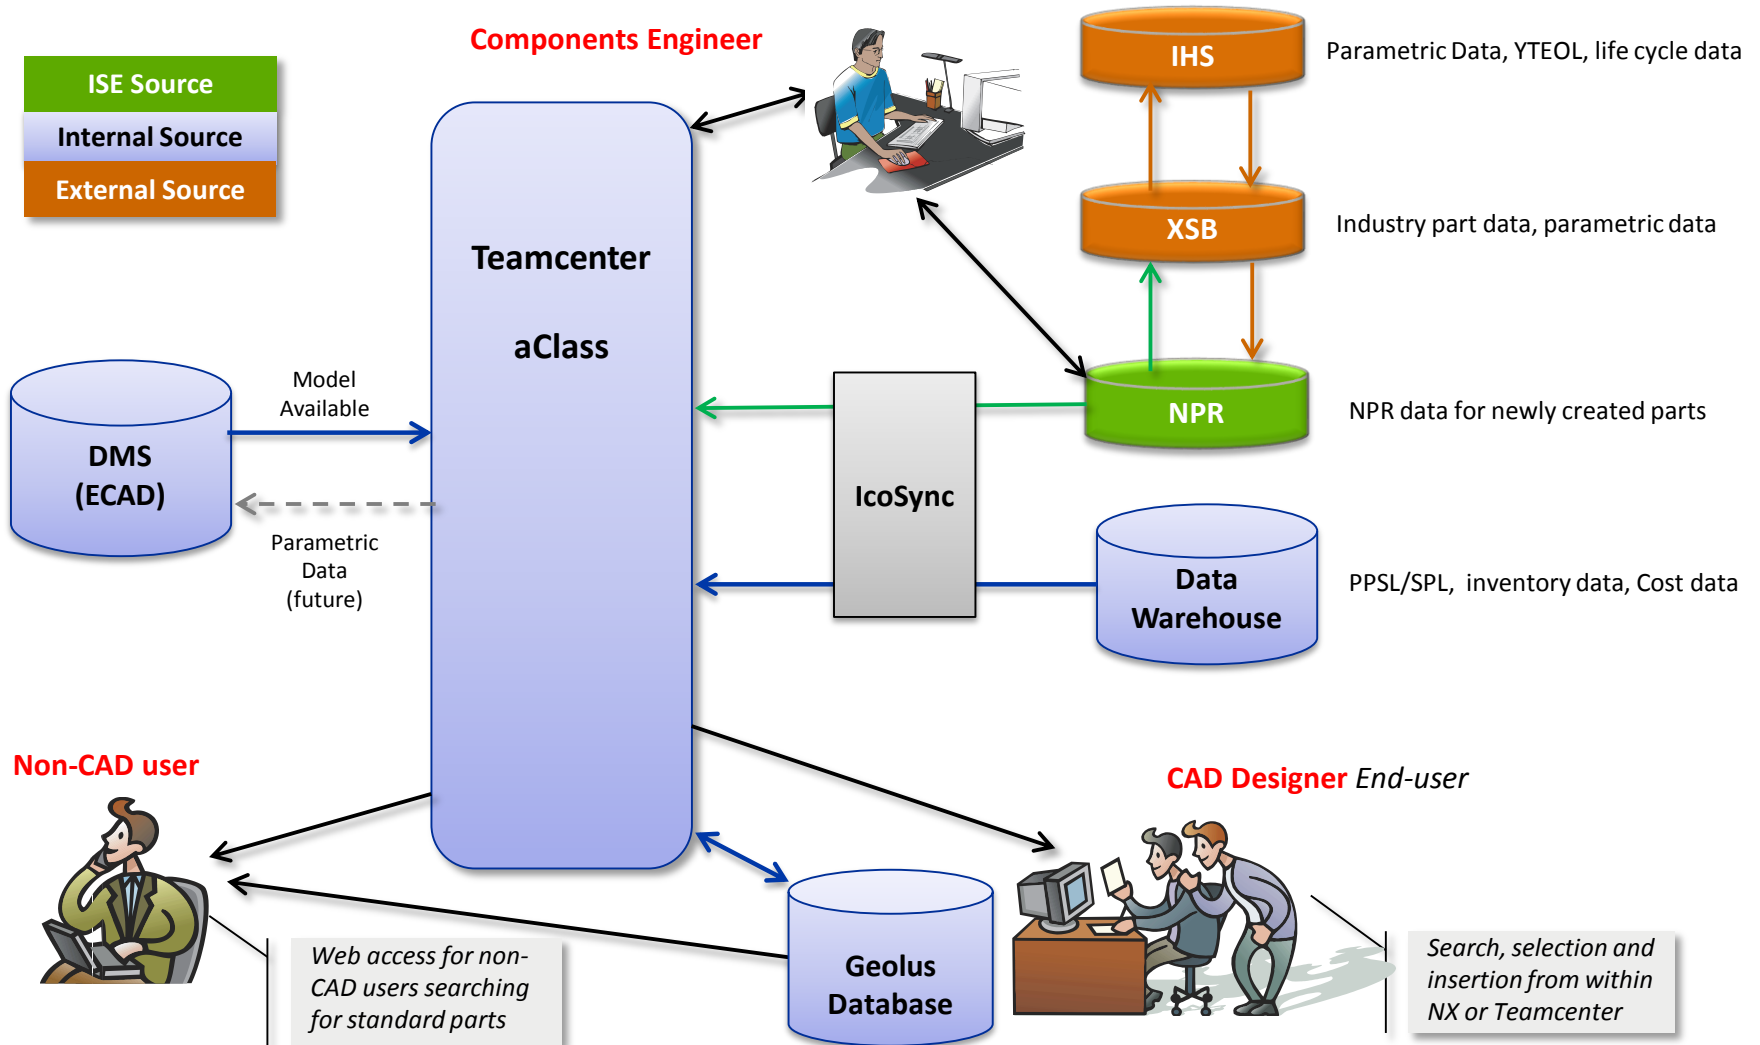 Components Engineer
ISE Source
Internal Source
External Source
IHS
Parametric Data, YTEOL, life cycle data
XSB
Industry part data, parametric data
Teamcenter
aClass
Model
Available
DMS
(ECAD)
Parametric
Data
(future)
NPR
NPR data for newly created parts
IcoSync
Data
Warehouse
PPSL/SPL, inventory data, Cost data
Non-CAD user
CAD Designer End-user
Web access for non-
CAD users searching
for standard parts
Geolus
Database
Search, selection and
insertion from within
NX or Teamcenter